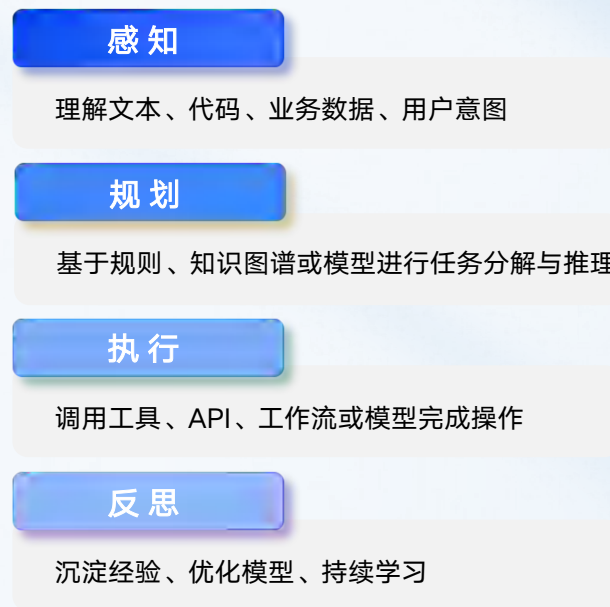 感知
理解文本、代码、业务数据、用户意图
规划
基于规则、知识图谱或模型进行任务分解与推理
执行
调用工具、API、工作流或模型完成操作
反思
沉淀经验、优化模型、持续学习